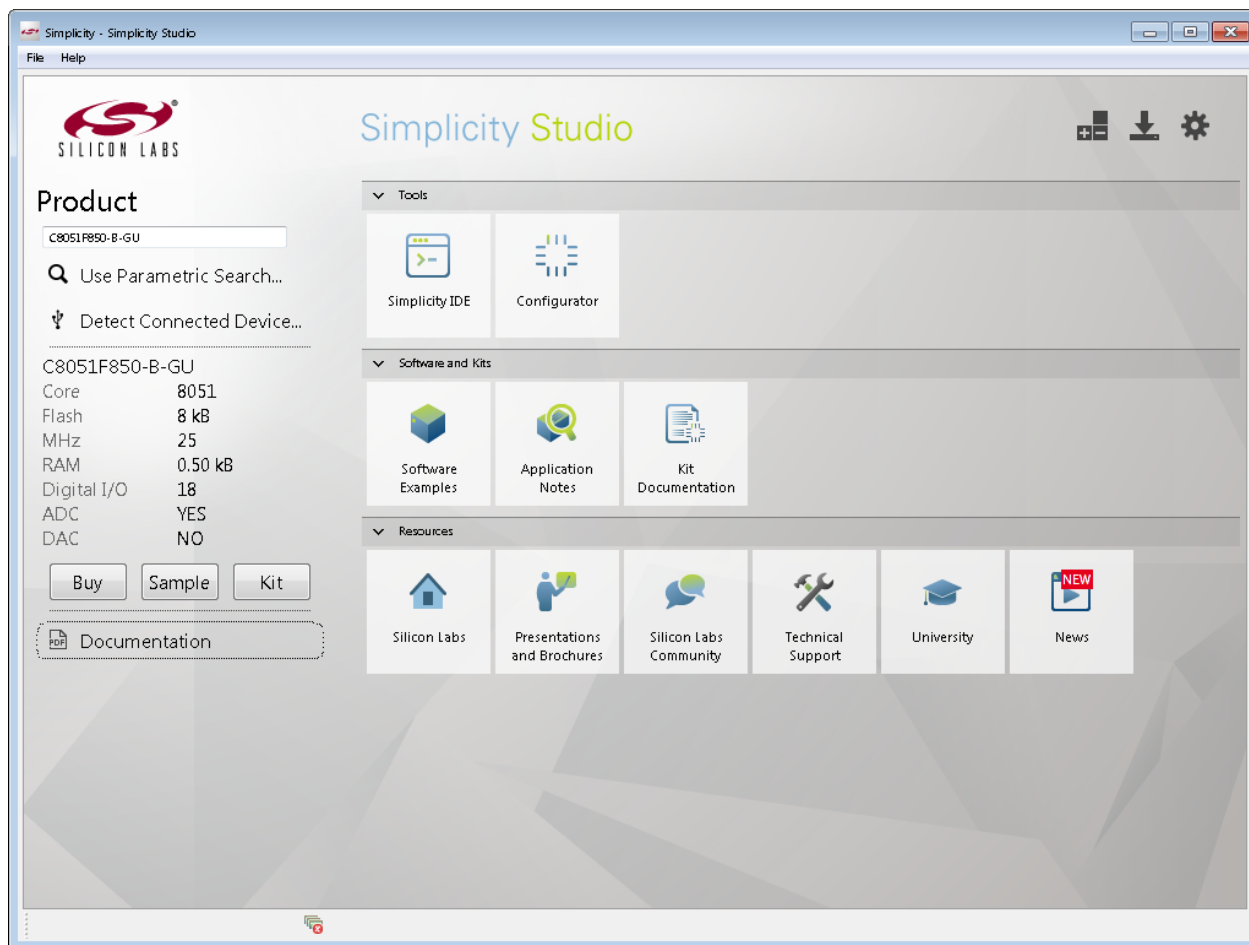 Simplicity - Simplicity Studio
File Help
SILICON LABS
Simplicity Studio
Product
C8051F850-B-GU
Use Parametric Search...
Detect Connected Device...
C8051F850-B-GU
Core 8051
Flash 8 kB
MHz 25
RAM 0.50 kB
Digital I/O 18
ADC YES
DAC NO
Buy Sample Kit
PDF Documentation
Tools
Simplicity IDE Configurator
Software and Kits
Software Examples
Application Notes
Kit Documentation
Resources
Silicon Labs
Presentations and Brochures
Silicon Labs Community
Technical Support
University
NEW
News